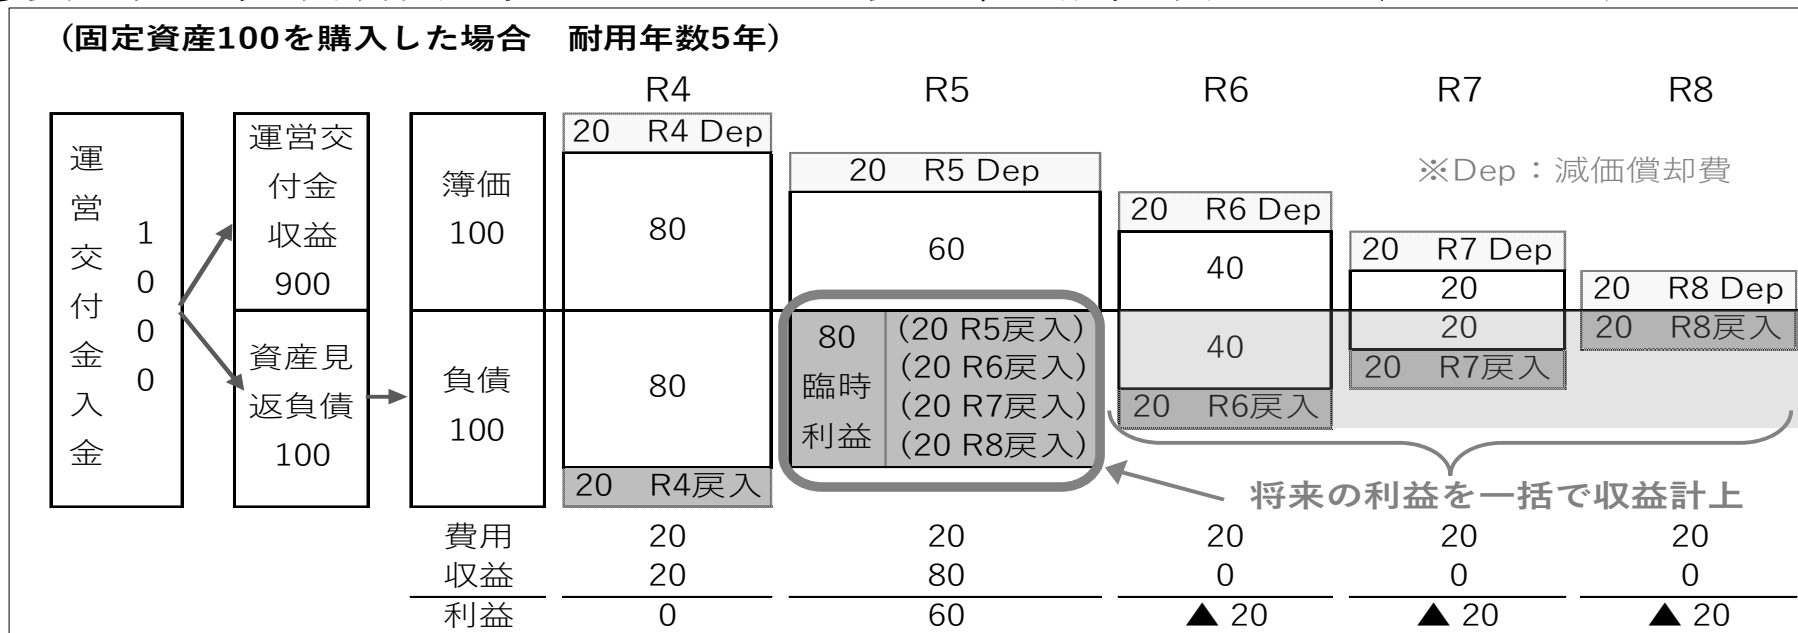 （固定資産100を購入した場合　耐用年数5年）
R4 R5 R6 R7 R8
運営交付金入金
1000
運営交
付金
収益
900
資産見
返負債
100
簿価
100
負債
100
20 R4 Dep
80
80
20 R4戻入
20 R5 Dep
60
80
臨時
利益
(20 R5戻入)
(20 R6戻入)
(20 R7戻入)
(20 R8戻入)
※Dep：減価償却費
20 R6 Dep
40
40
20 R6戻入
20 R7 Dep
20
20
20 R7戻入
20 R8 Dep
20 R8戻入
将来の利益を一括で収益計上
費用 20 20 20 20 20
収益 20 80 0 0 0
利益 0 60 ▲ 20 ▲ 20 ▲ 20